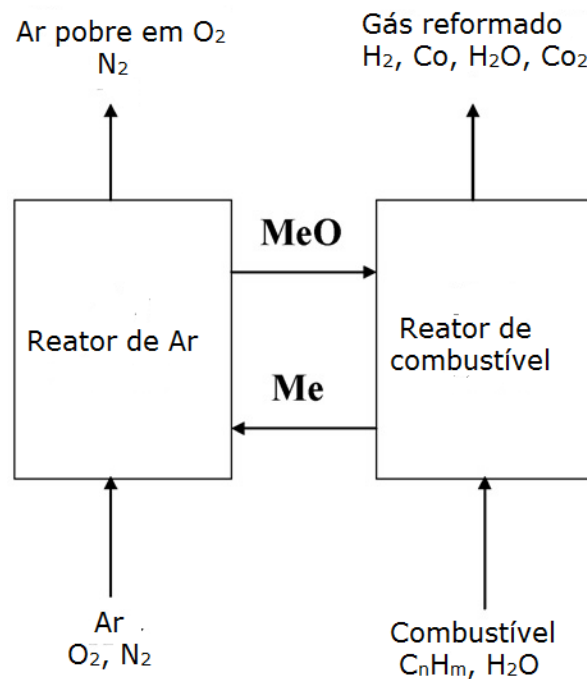 Ar pobre em O₂
N₂
Gás reformado
H₂, Co, H₂O, Co₂
MeO
Reator de Ar
Reator de
combustível
Me
Ar
O₂, N₂
Combustível
CₙHₘ, H₂O